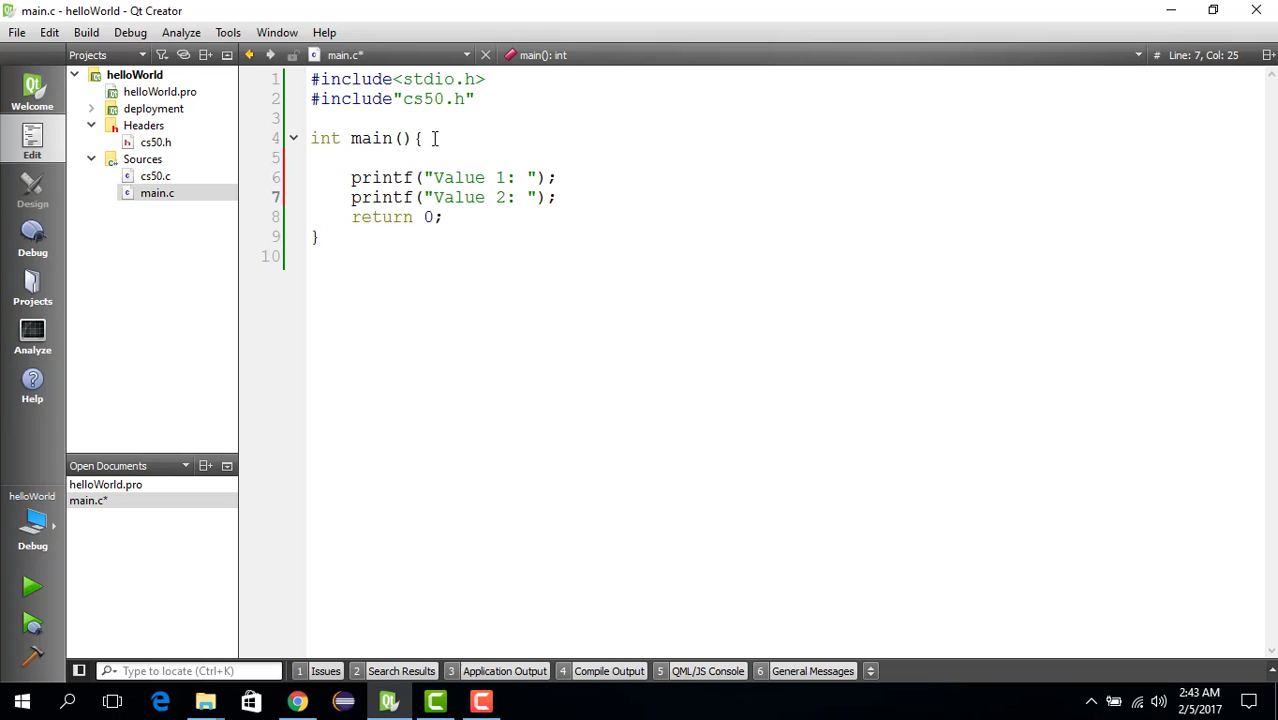 main.c - helloWorld - Qt Creator
File Edit Build Debug Analyze Tools Window Help
Projects main.c* main(): int # Line: 7, Col: 25
Qt
Welcome
Edit
Design
Debug
Projects
Analyze
Help
helloWorld
Debug
helloWorld
helloWorld.pro
deployment
Headers
cs50.h
Sources
cs50.c
main.c
Open Documents
helloWorld.pro
main.c*
1 #include<stdio.h>
2 #include"cs50.h"
3
4 int main(){
5
6 printf("Value 1: ");
7 printf("Value 2: ");
8 return 0;
9 }
10
Type to locate (Ctrl+K) 1 Issues 2 Search Results 3 Application Output 4 Compile Output 5 QML/JS Console 6 General Messages
2:43 AM
2/5/2017